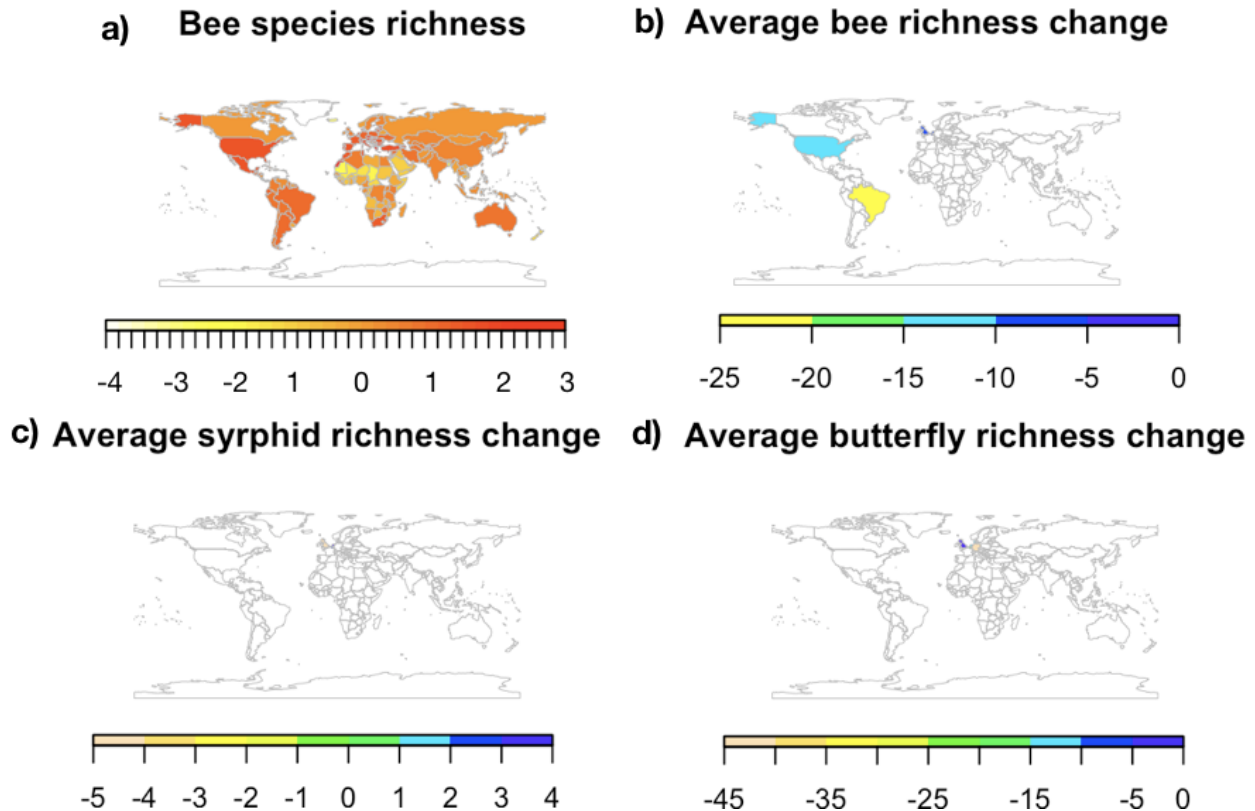 a) Bee species richness
b) Average bee richness change
-4 -3 -2 1 0 1 2 3
-25 -20 -15 -10 -5 0
c) Average syrphid richness change
d) Average butterfly richness change
-5 -4 -3 -2 -1 0 1 2 3 4
-45 -35 -25 -15 -5 0